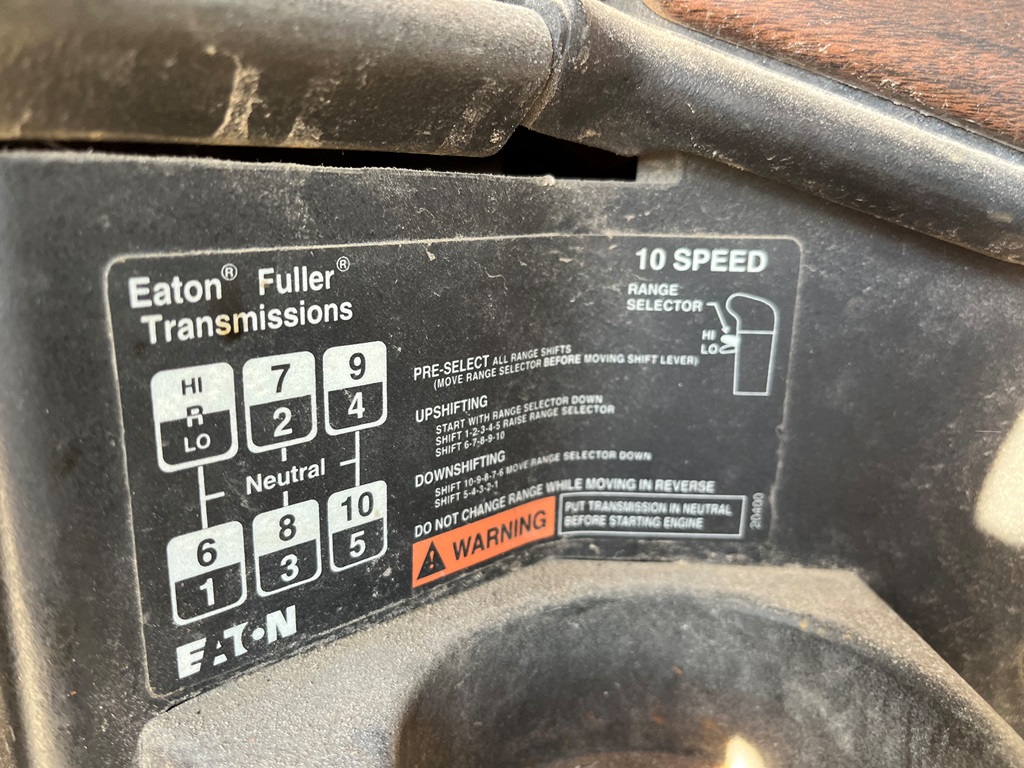 Eaton® Fuller®
Transmissions
10 SPEED
RANGE
SELECTOR
HI
LO
HI
R
LO
7
2
9
4
Neutral
6
1
8
3
10
5
EATON
PRE-SELECT ALL RANGE SHIFTS
(MOVE RANGE SELECTOR BEFORE MOVING SHIFT LEVER)
UPSHIFTING
START WITH RANGE SELECTOR DOWN
SHIFT 1-2-3-4-5 RAISE RANGE SELECTOR
SHIFT 6-7-8-9-10
DOWNSHIFTING
SHIFT 10-9-8-7-6 MOVE RANGE SELECTOR DOWN
SHIFT 5-4-3-2-1
DO NOT CHANGE RANGE WHILE MOVING IN REVERSE
WARNING
PUT TRANSMISSION IN NEUTRAL
BEFORE STARTING ENGINE